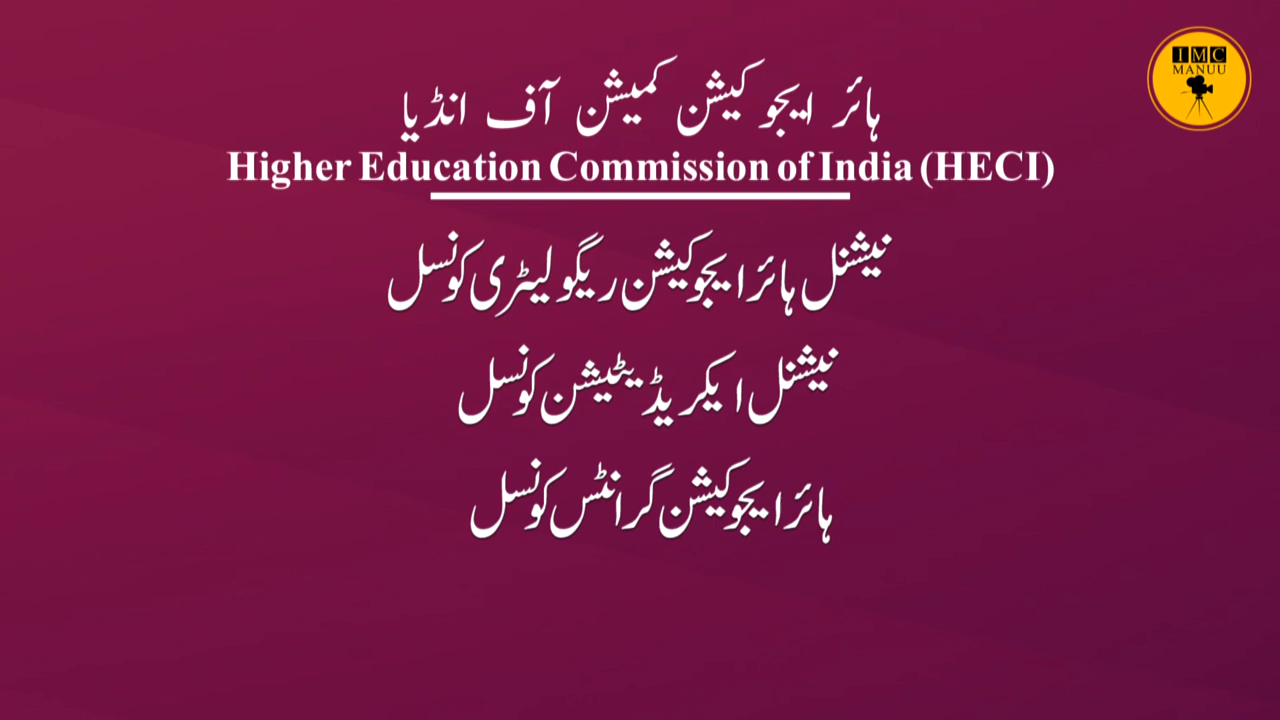 IMC
MANUU
ہائر ایجوکیشن کمیشن آف انڈیا
Higher Education Commission of India (HECI)
نیشنل ہائر ایجوکیشن ریگولیٹری کونسل
نیشنل ایکریڈیٹیشن کونسل
ہائر ایجوکیشن گرانٹس کونسل